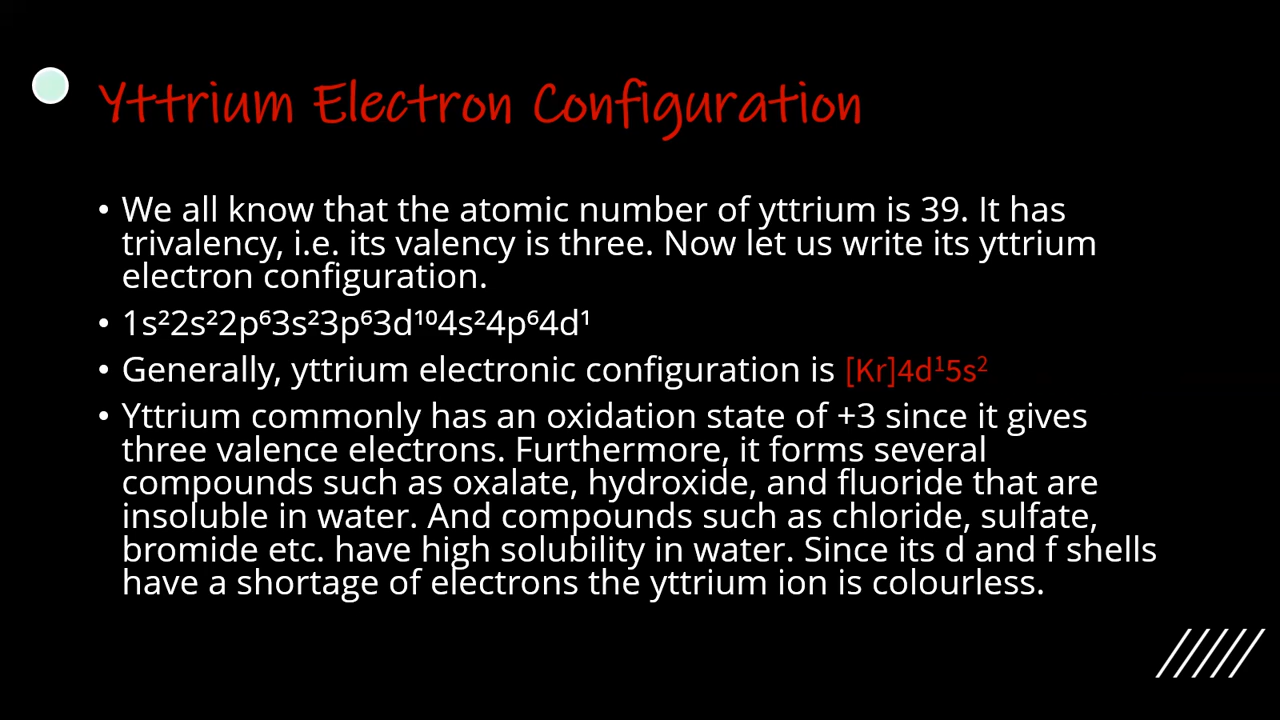 Yttrium Electron Configuration
• We all know that the atomic number of yttrium is 39. It has
trivalency, i.e. its valency is three. Now let us write its yttrium
electron configuration.
• 1s²2s²2p⁶3s²3p⁶3d¹⁰4s²4p⁶4d¹
• Generally, yttrium electronic configuration is [Kr]4d¹5s²
• Yttrium commonly has an oxidation state of +3 since it gives
three valence electrons. Furthermore, it forms several
compounds such as oxalate, hydroxide, and fluoride that are
insoluble in water. And compounds such as chloride, sulfate,
bromide etc. have high solubility in water. Since its d and f shells
have a shortage of electrons the yttrium ion is colourless.